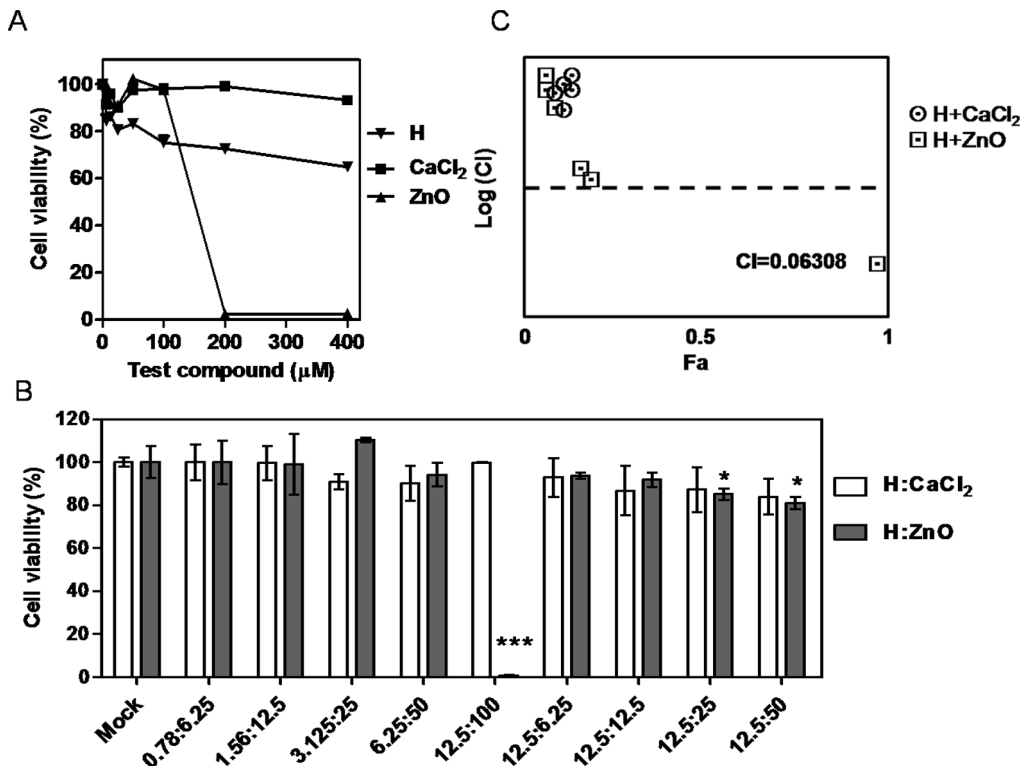 A
Cell viability (%)
100
80
60
40
20
0
0 100 200 300 400
Test compound (μM)
H
CaCl2
ZnO
C
Log (CI)
CI=0.06308
0 0.5 1
Fa
H+CaCl2
H+ZnO
B
Cell viability (%)
120
100
80
60
40
20
0
***
*
*
Mock
0.78:6.25
1.56:12.5
3.125:25
6.25:50
12.5:100
12.5:6.25
12.5:12.5
12.5:25
12.5:50
H:CaCl2
H:ZnO